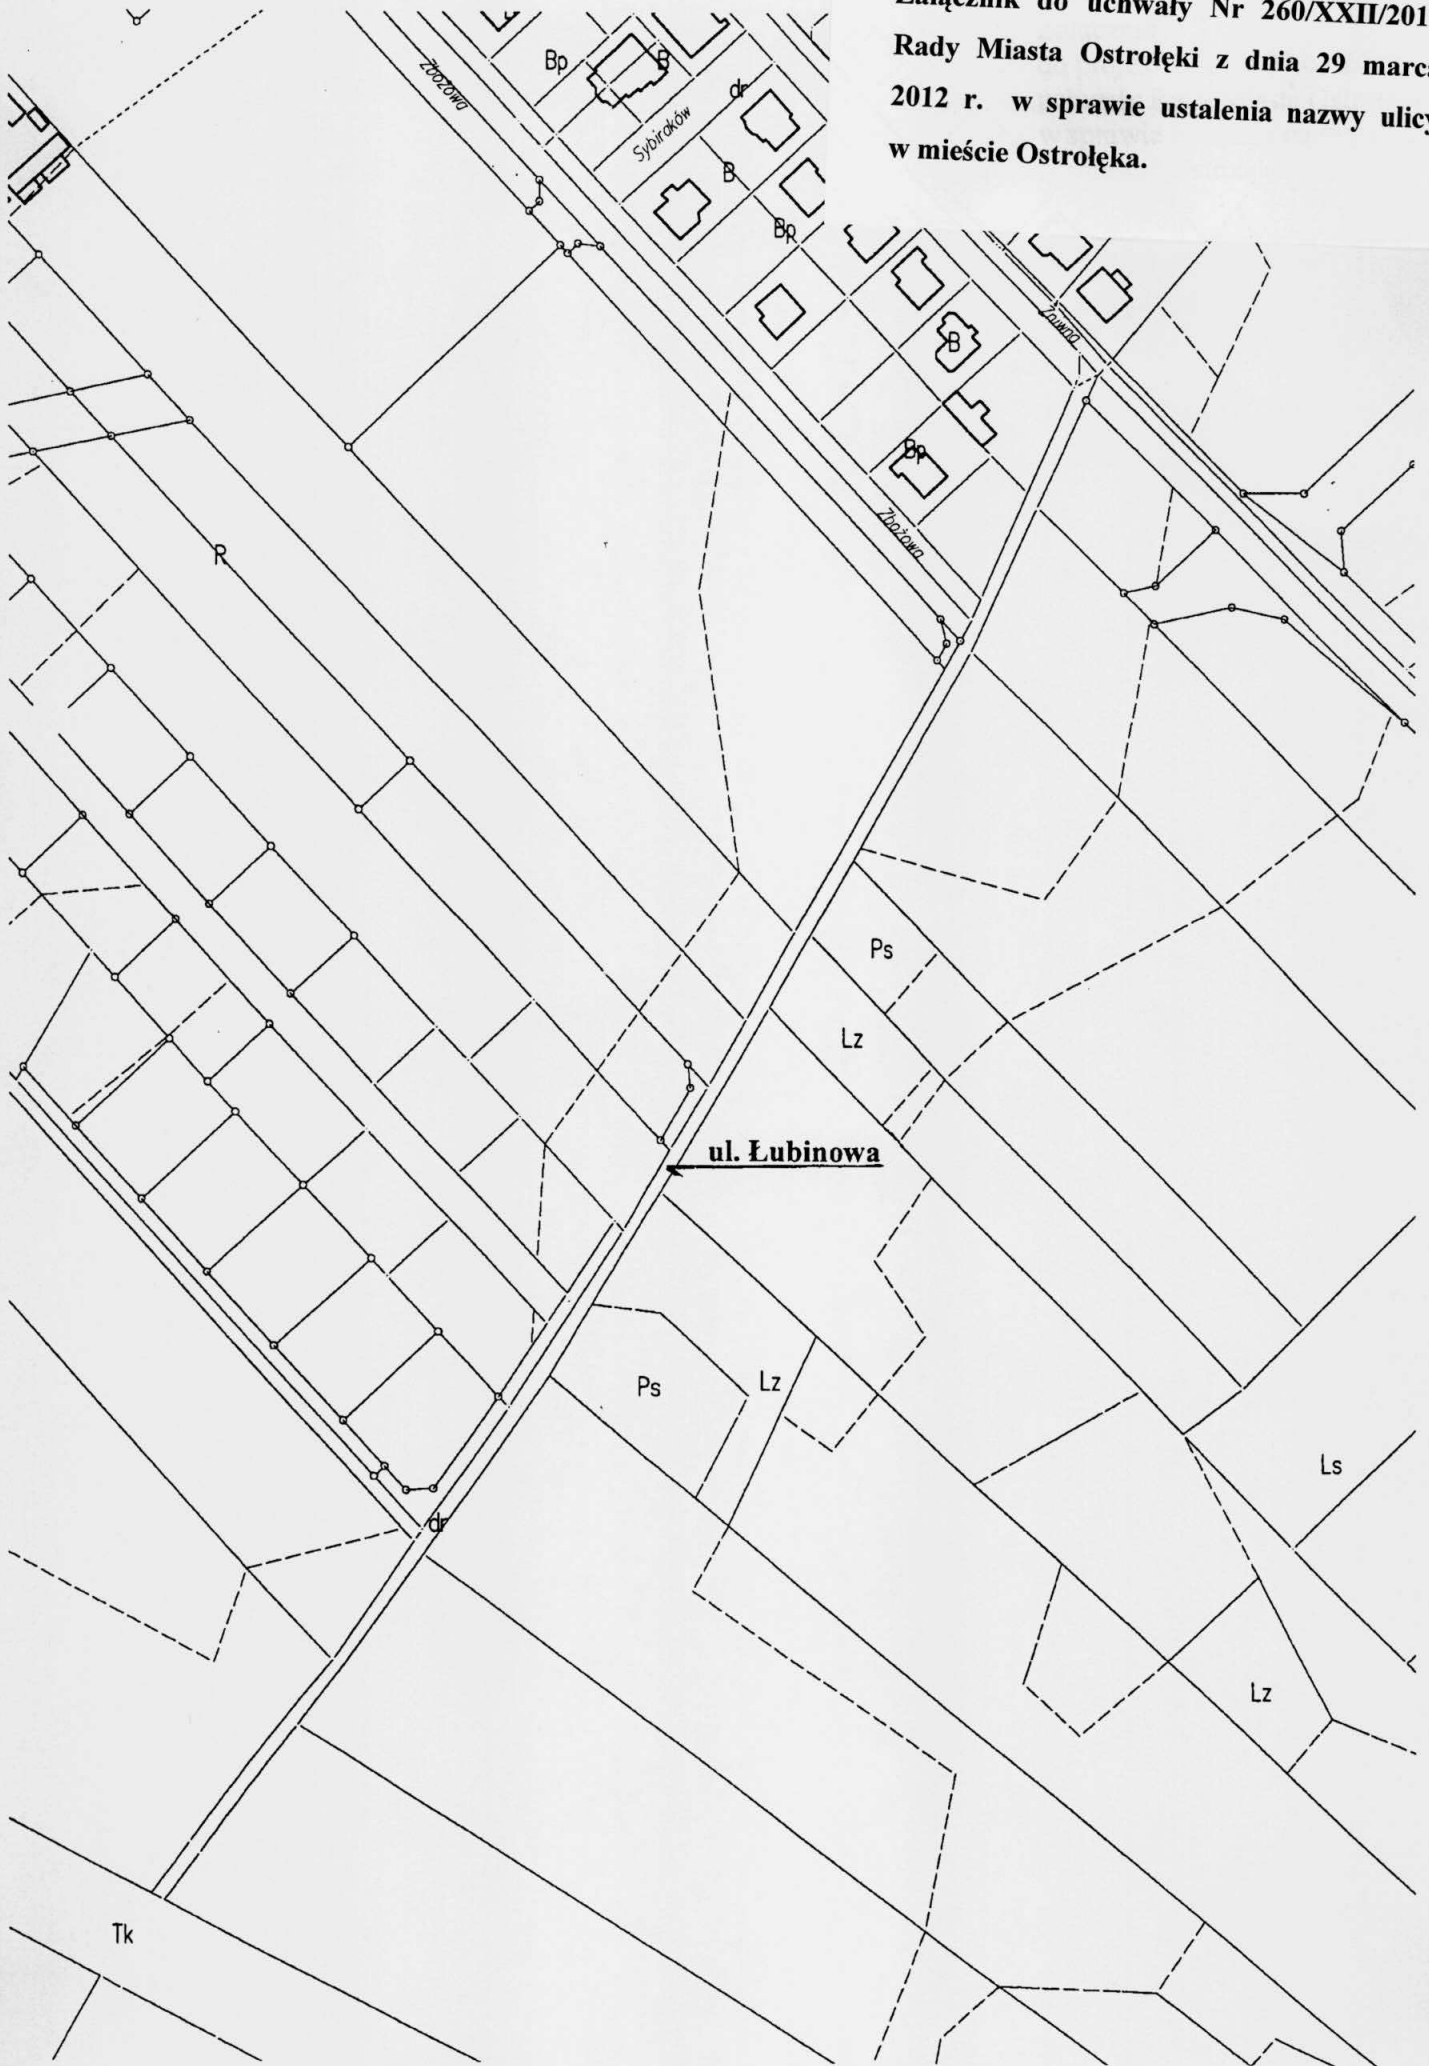 Załącznik do uchwały Nr 260/XXII/201
Rady Miasta Ostrołęki z dnia 29 marca
2012 r. w sprawie ustalenia nazwy ulicy
w mieście Ostrołęka.
Zbożowa
Bp
B
dr
Sybiraków
B
Bp
Żniwna
B
Bp
Zbożowa
R
Ps
Lz
ul. Łubinowa
Ps
Lz
Ls
dr
Lz
Tk